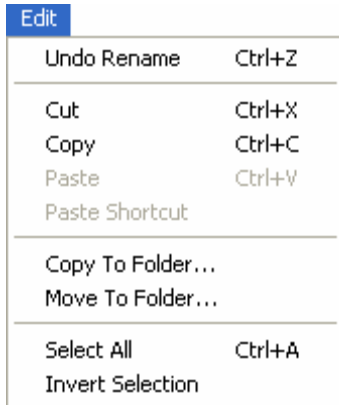 Edit
Undo Rename Ctrl+Z
Cut Ctrl+X
Copy Ctrl+C
Paste Ctrl+V
Paste Shortcut
Copy To Folder...
Move To Folder...
Select All Ctrl+A
Invert Selection